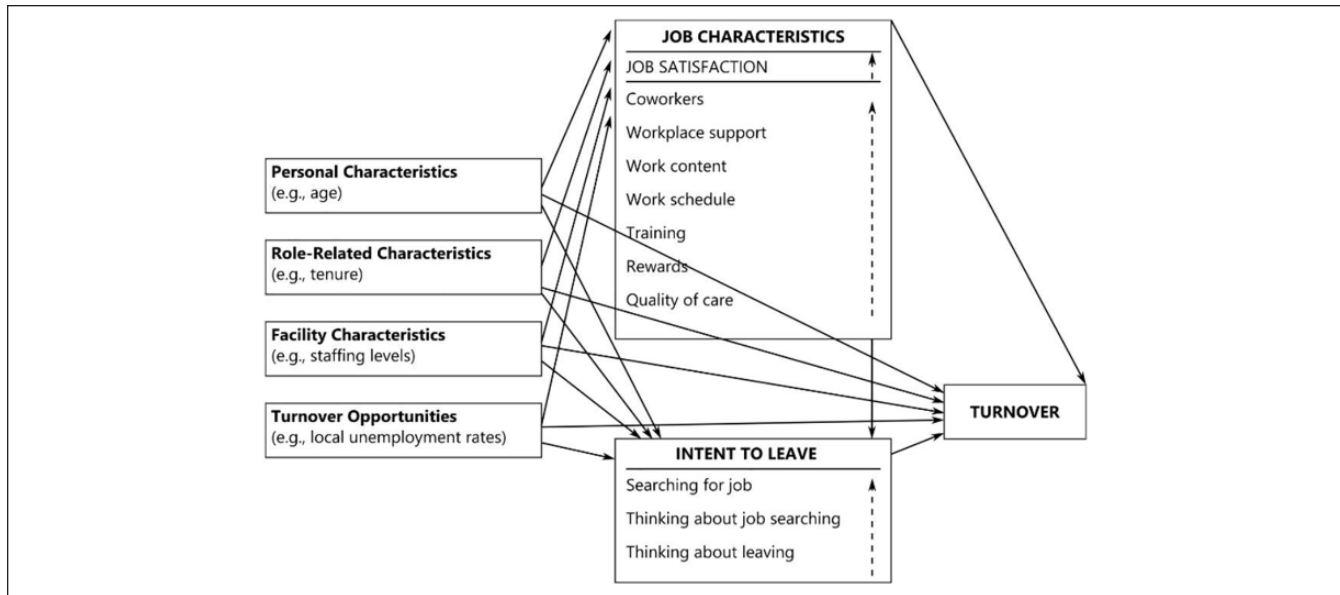 JOB CHARACTERISTICS
JOB SATISFACTION
Coworkers
Workplace support
Work content
Work schedule
Training
Rewards
Quality of care
Personal Characteristics
(e.g., age)
Role-Related Characteristics
(e.g., tenure)
Facility Characteristics
(e.g., staffing levels)
Turnover Opportunities
(e.g., local unemployment rates)
TURNOVER
INTENT TO LEAVE
Searching for job
Thinking about job searching
Thinking about leaving